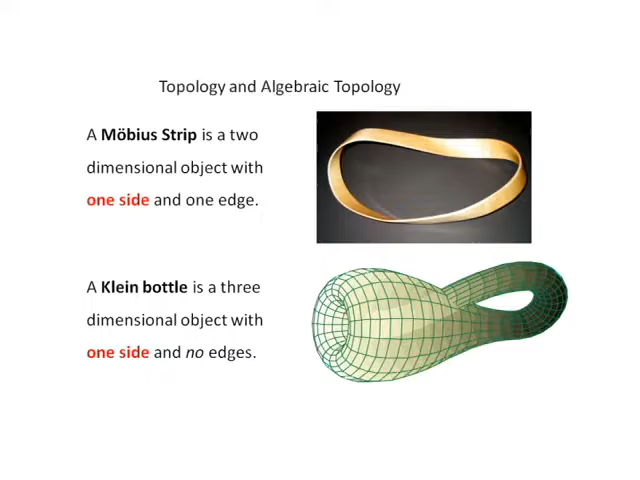 Topology and Algebraic Topology
A Möbius Strip is a two
dimensional object with
one side and one edge.
A Klein bottle is a three
dimensional object with
one side and no edges.